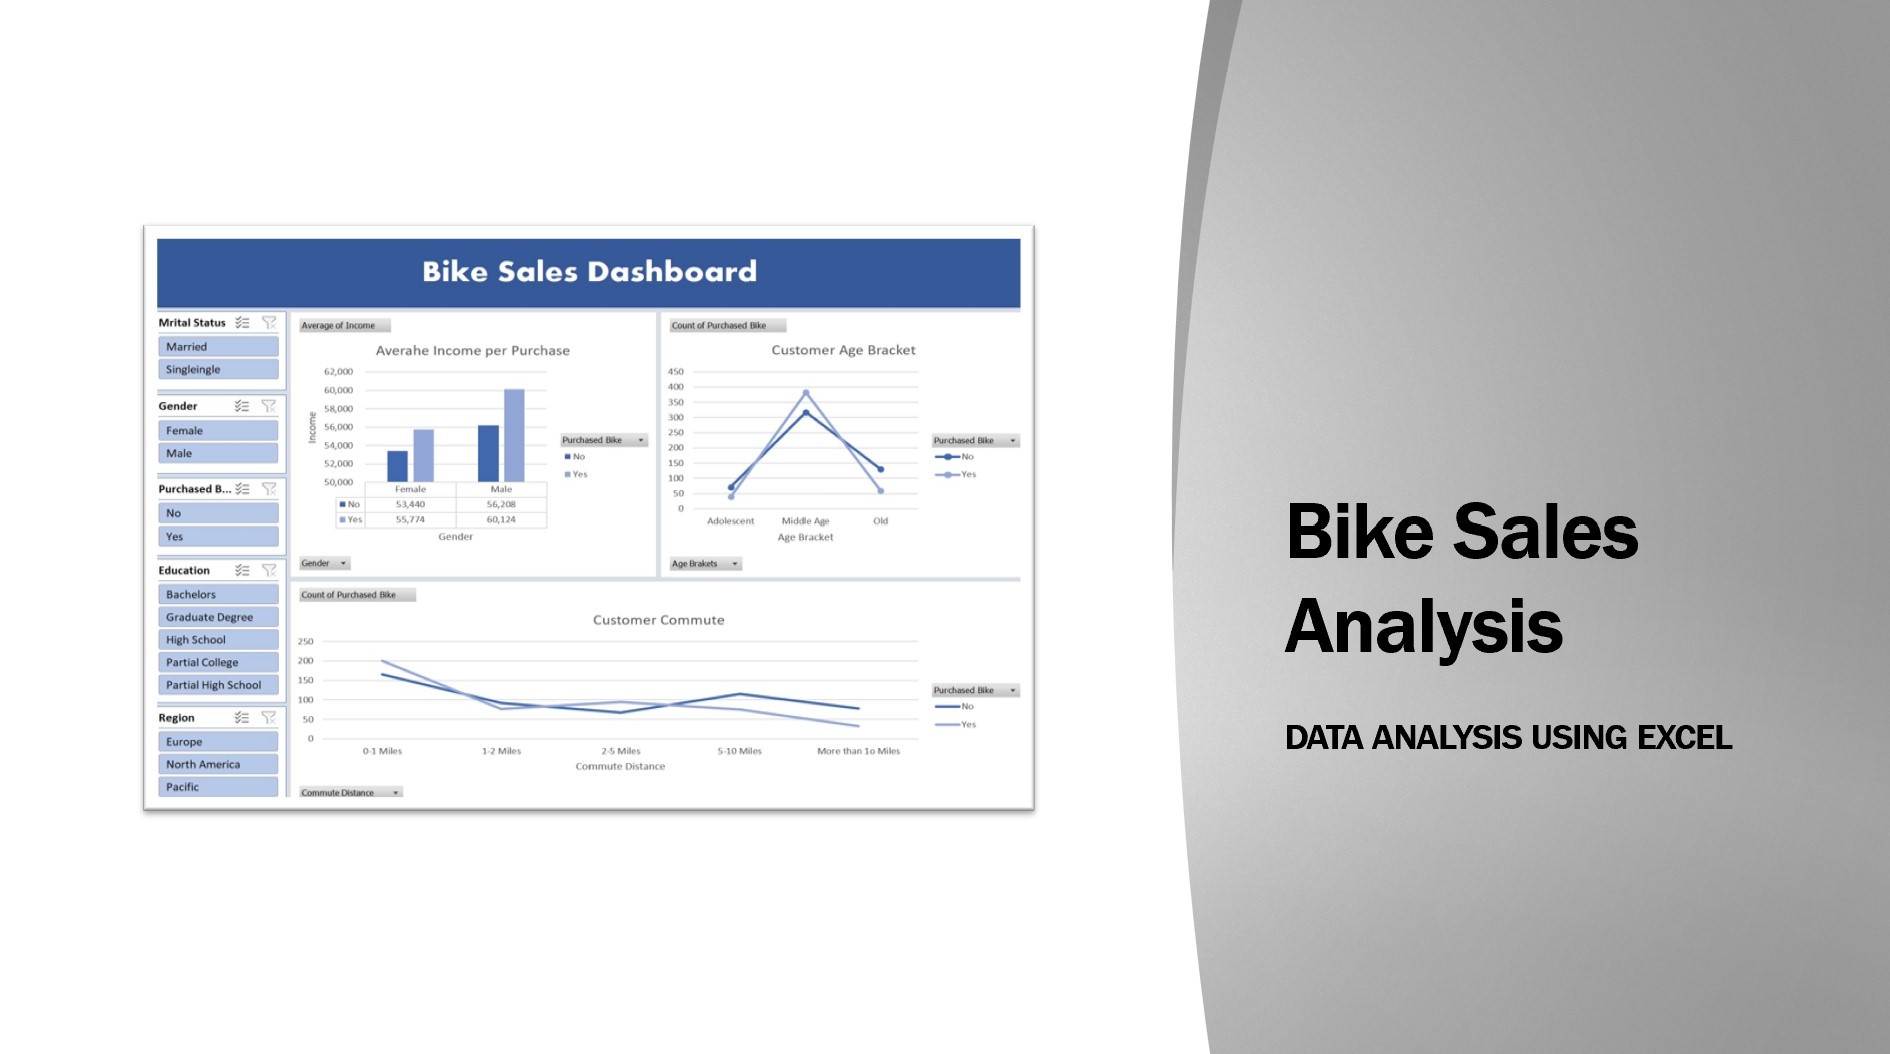 Bike Sales Dashboard
Mrital Status
Married
Singleingle
Gender
Female
Male
Purchased B...
No
Yes
Education
Bachelors
Graduate Degree
High School
Partial College
Partial High School
Region
Europe
North America
Pacific
Average of Income
Averahe Income per Purchase
62,000
60,000
58,000
56,000
54,000
52,000
50,000
Income
Female Male
No 53,440 56,208
Yes 55,774 60,124
Gender
Purchased Bike
No
Yes
Gender
Count of Purchased Bike
Customer Age Bracket
450
400
350
300
250
200
150
100
50
0
Adolescent Middle Age Old
Age Bracket
Purchased Bike
No
Yes
Age Brakets
Count of Purchased Bike
Customer Commute
250
200
150
100
50
0
0-1 Miles 1-2 Miles 2-5 Miles 5-10 Miles More than 1o Miles
Commute Distance
Purchased Bike
No
Yes
Commute Distance
Bike Sales
Analysis
DATA ANALYSIS USING EXCEL